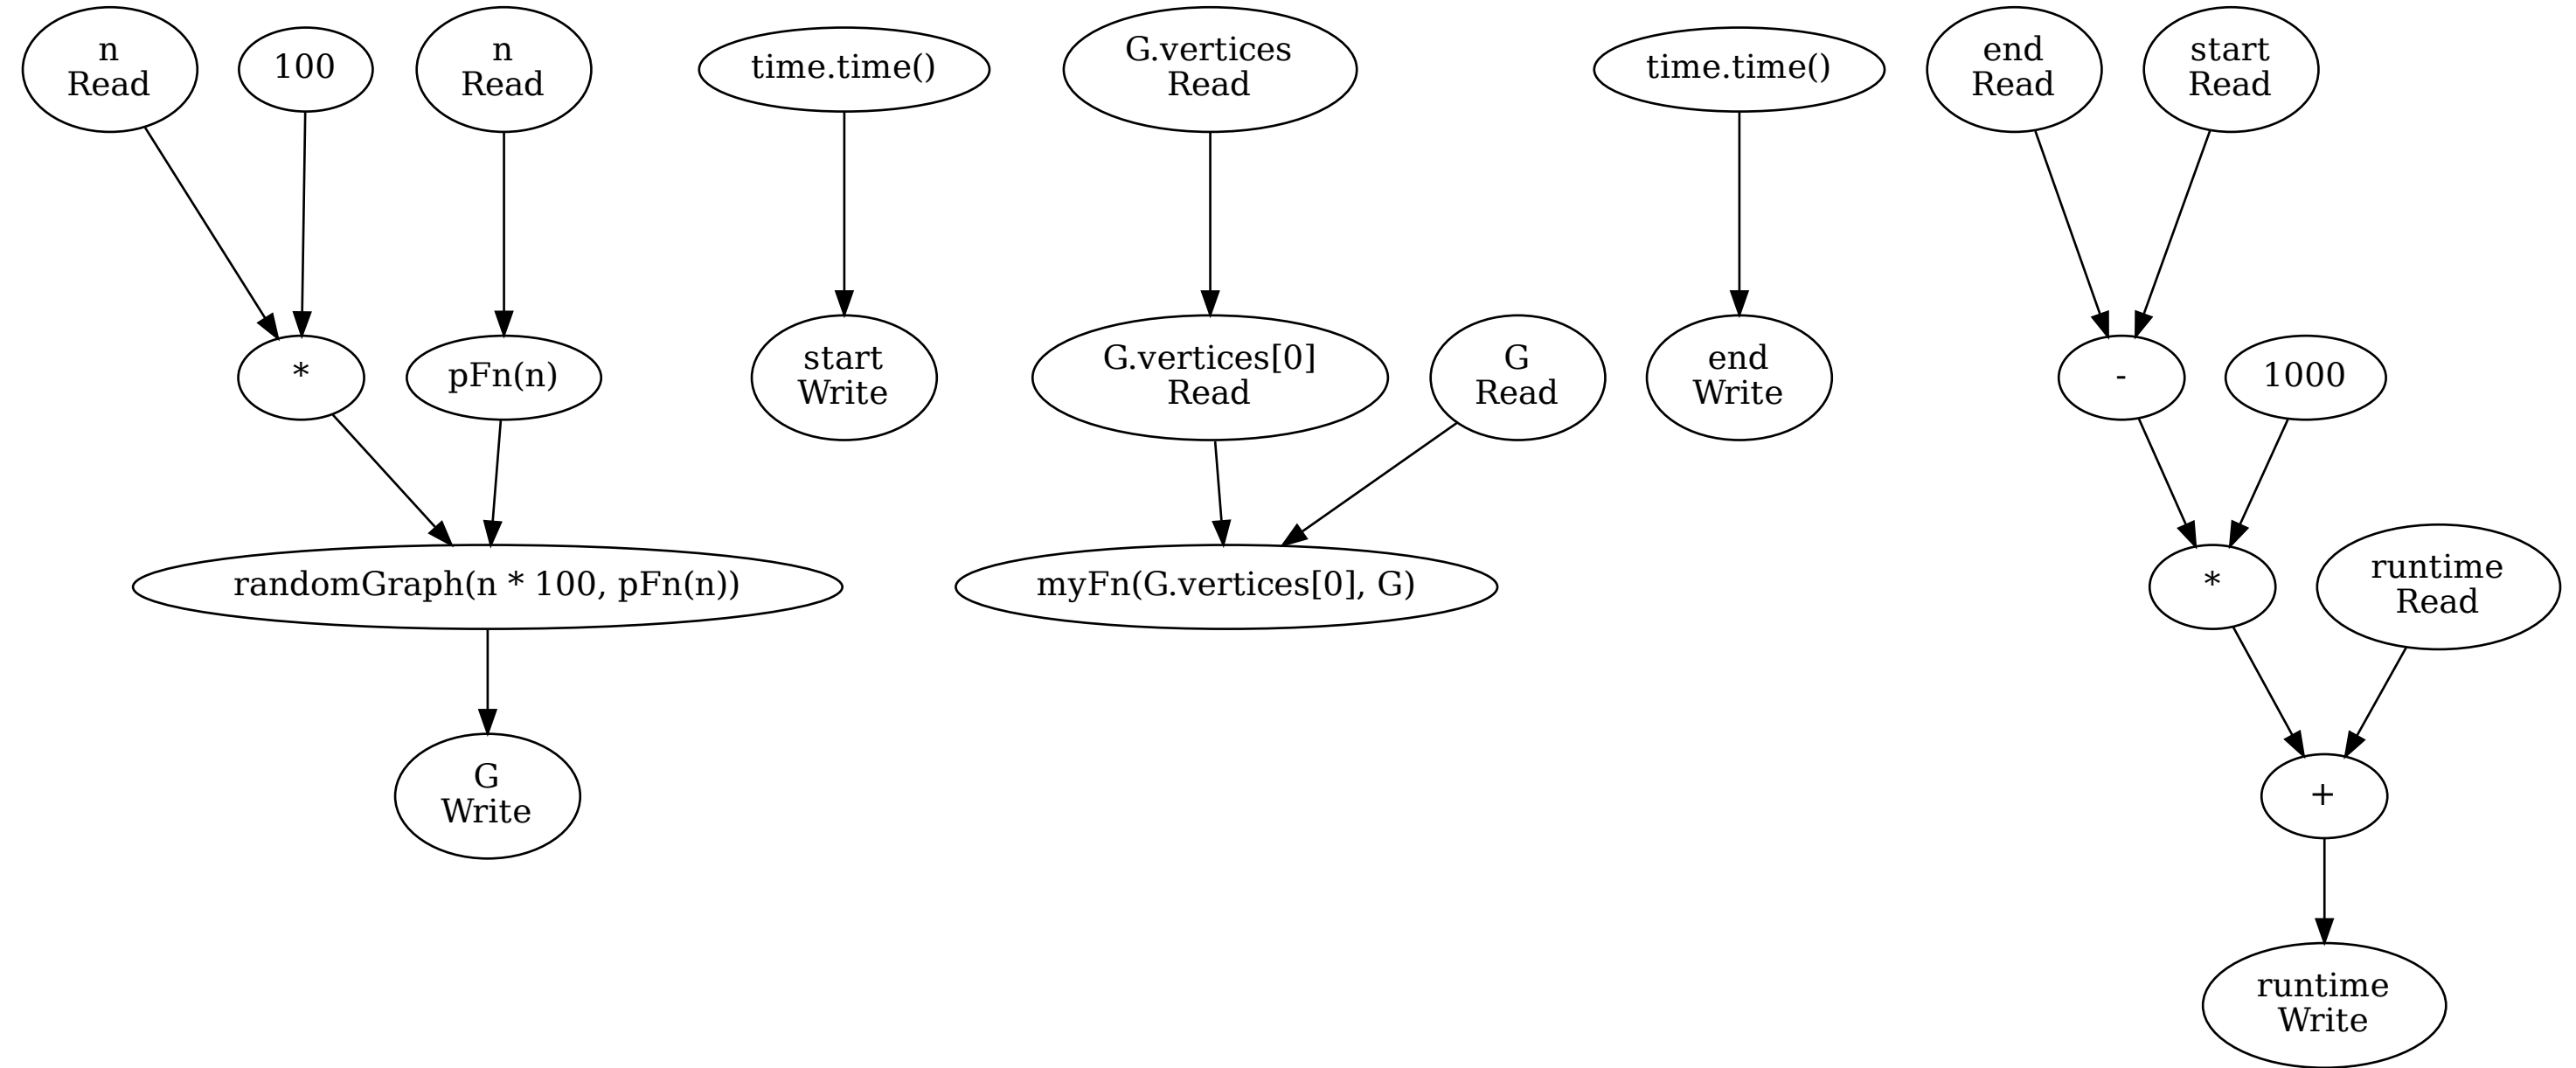 n
Read
100
n
Read
time.time()
G.vertices
Read
time.time()
end
Read
start
Read
*
pFn(n)
start
Write
G.vertices[0]
Read
G
Read
end
Write
-
1000
randomGraph(n * 100, pFn(n))
myFn(G.vertices[0], G)
*
runtime
Read
G
Write
+
runtime
Write